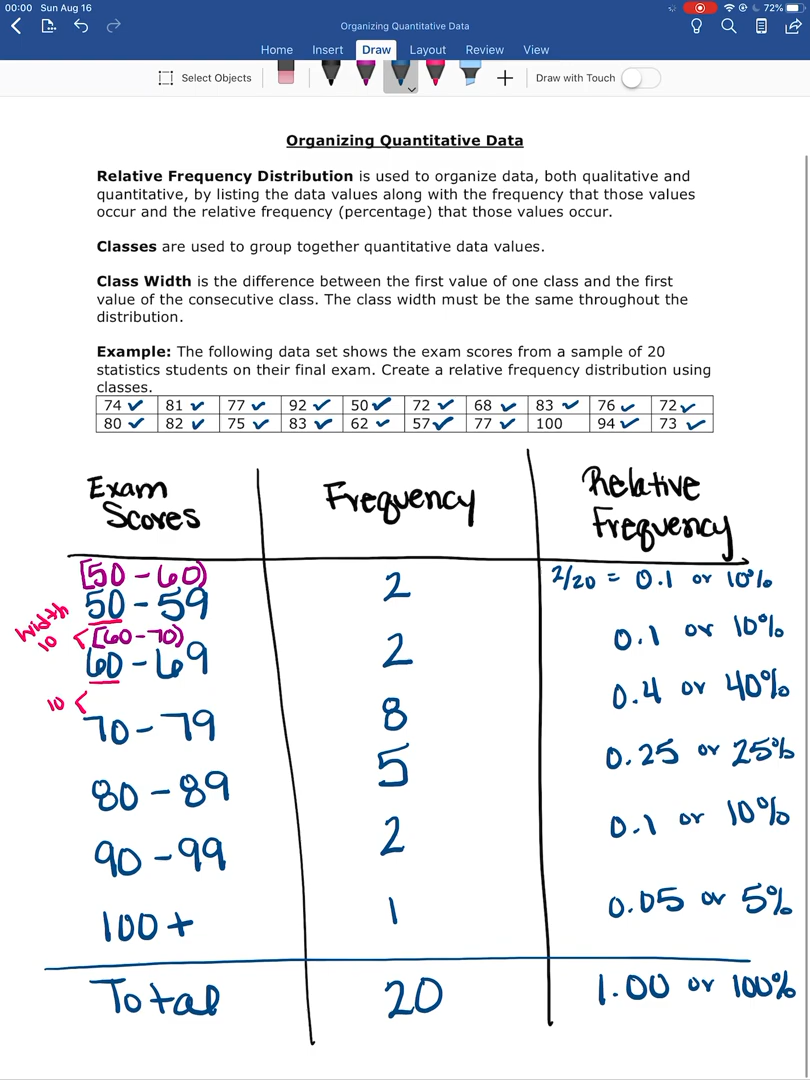 00:00 Sun Aug 16 72%
Organizing Quantitative Data
Home Insert Draw Layout Review View
Select Objects Draw with Touch
Organizing Quantitative Data
Relative Frequency Distribution is used to organize data, both qualitative and
quantitative, by listing the data values along with the frequency that those values
occur and the relative frequency (percentage) that those values occur.
Classes are used to group together quantitative data values.
Class Width is the difference between the first value of one class and the first
value of the consecutive class. The class width must be the same throughout the
distribution.
Example: The following data set shows the exam scores from a sample of 20
statistics students on their final exam. Create a relative frequency distribution using
classes.
74 ✓ 81 ✓ 77 ✓ 92 ✓ 50 ✓ 72 ✓ 68 ✓ 83 ✓ 76 ✓ 72 ✓
80 ✓ 82 ✓ 75 ✓ 83 ✓ 62 ✓ 57 ✓ 77 ✓ 100 94 ✓ 73 ✓
Exam Scores Frequency Relative Frequency
[50-60)
50-59 2 2/20 = 0.1 or 10%
width 10 < [60-70)
60-69 2 0.1 or 10%
10 <
70-79 8 0.4 or 40%
80-89 5 0.25 or 25%
90-99 2 0.1 or 10%
100+ 1 0.05 or 5%
Total 20 1.00 or 100%